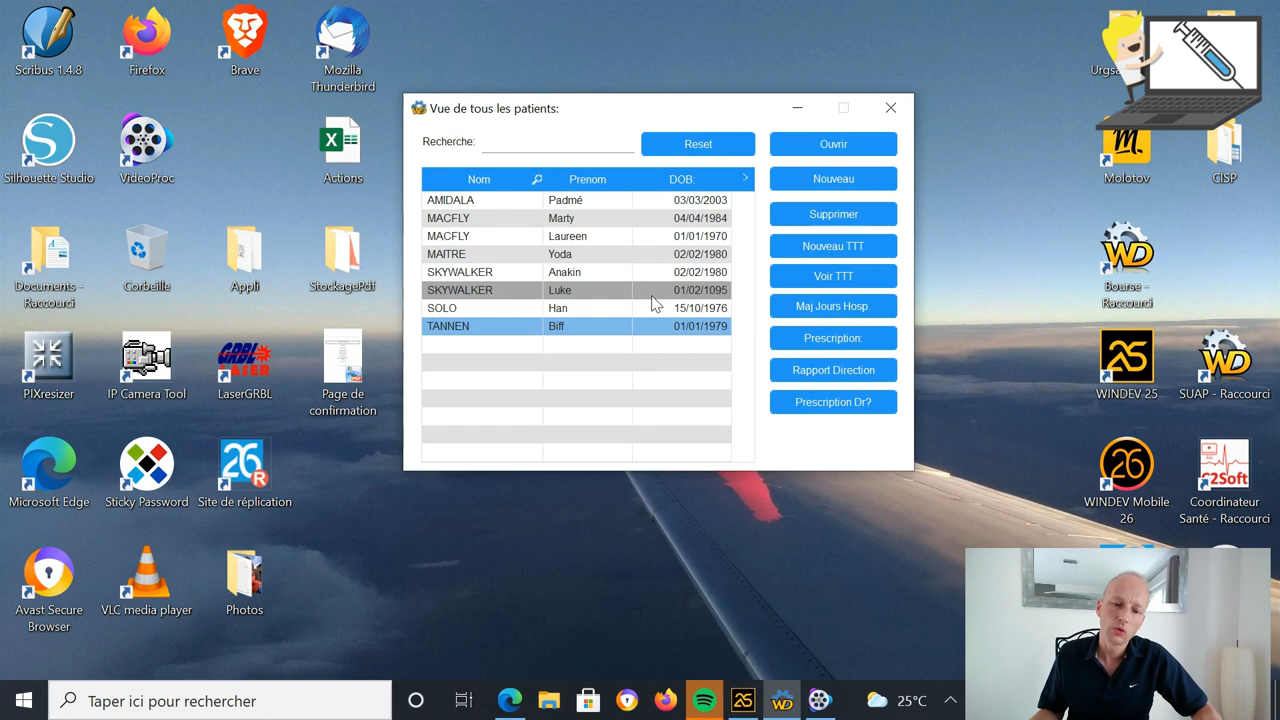 Scribus 1.4.8
Firefox
Brave
Mozilla
Thunderbird
Silhouette Studio
VideoProc
Actions
Documents -
Raccourci
Corbeille
Appli
StockagePdf
PIXresizer
IP Camera Tool
LaserGRBL
Page de
confirmation
Microsoft Edge
Sticky Password
Site de réplication
Avast Secure
Browser
VLC media player
Photos
Vue de tous les patients:
Recherche:
Reset
Ouvrir
Nom
Prenom
DOB:
Nouveau
AMIDALA Padmé 03/03/2003
MACFLY Marty 04/04/1984
MACFLY Laureen 01/01/1970
MAITRE Yoda 02/02/1980
SKYWALKER Anakin 02/02/1980
SKYWALKER Luke 01/02/1095
SOLO Han 15/10/1976
TANNEN Biff 01/01/1979
Supprimer
Nouveau TTT
Voir TTT
Maj Jours Hosp.
Prescription:
Rapport Direction
Prescription Dr?
Molotov
CISP
Bourse -
Raccourci
WINDEV 25
SUAP - Raccourci
WINDEV Mobile
26
C2Soft
Coordinateur
Santé - Raccourci
Taper ici pour rechercher
25
25°C